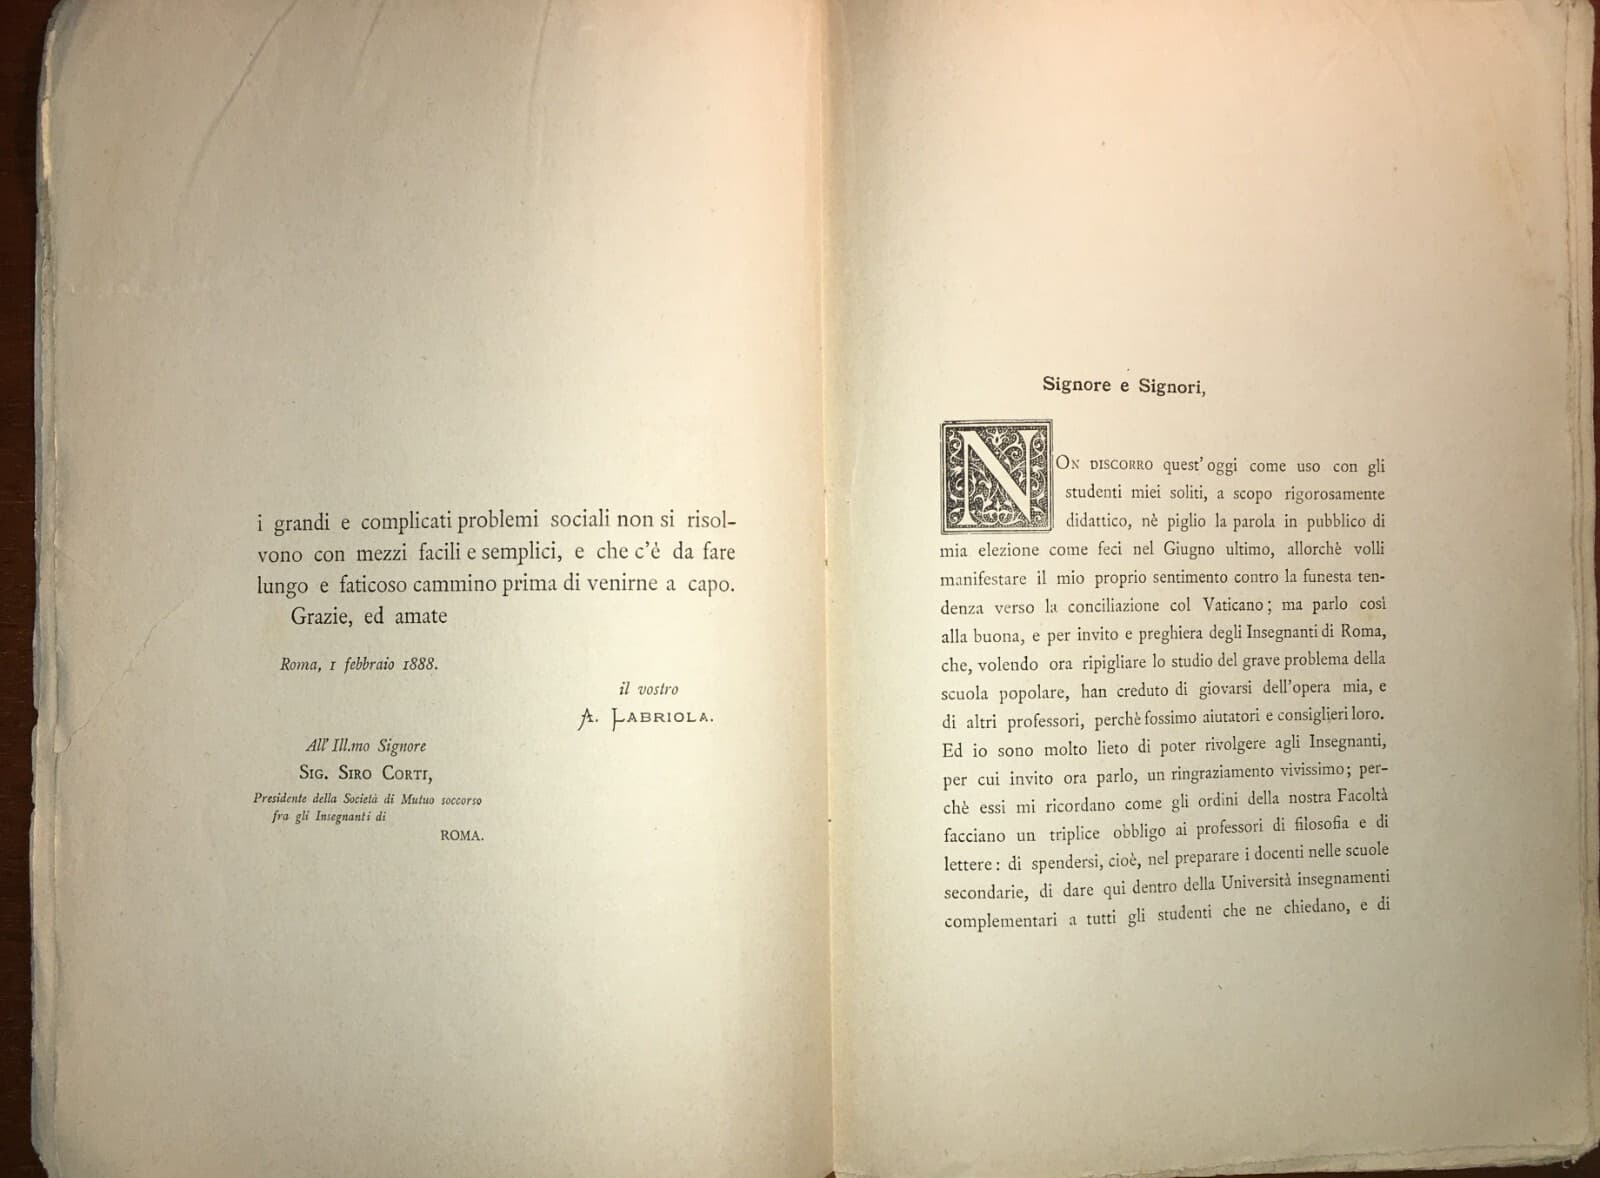 i grandi e complicati problemi sociali non si risol-
vono con mezzi facili e semplici, e che c'è da fare
lungo e faticoso cammino prima di venirne a capo.
Grazie, ed amate
Roma, 1 febbraio 1888.
il vostro
A. LABRIOLA.
All' Ill.mo Signore
SIG. SIRO CORTI,
Presidente della Società di Mutuo soccorso
fra gli Insegnanti di
ROMA.
Signore e Signori,
NON DISCORRO quest'oggi come uso con gli
studenti miei soliti, a scopo rigorosamente
didattico, nè piglio la parola in pubblico di
mia elezione come feci nel Giugno ultimo, allorchè volli
manifestare il mio proprio sentimento contro la funesta ten-
denza verso la conciliazione col Vaticano; ma parlo così
alla buona, e per invito e preghiera degli Insegnanti di Roma,
che, volendo ora ripigliare lo studio del grave problema della
scuola popolare, han creduto di giovarsi dell'opera mia, e
di altri professori, perchè fossimo aiutatori e consiglieri loro.
Ed io sono molto lieto di poter rivolgere agli Insegnanti,
per cui invito ora parlo, un ringraziamento vivissimo; per-
chè essi mi ricordano come gli ordini della nostra Facoltà
facciano un triplice obbligo ai professori di filosofia e di
lettere: di spendersi, cioè, nel preparare i docenti nelle scuole
secondarie, di dare qui dentro della Università insegnamenti
complementari a tutti gli studenti che ne chiedano, e di